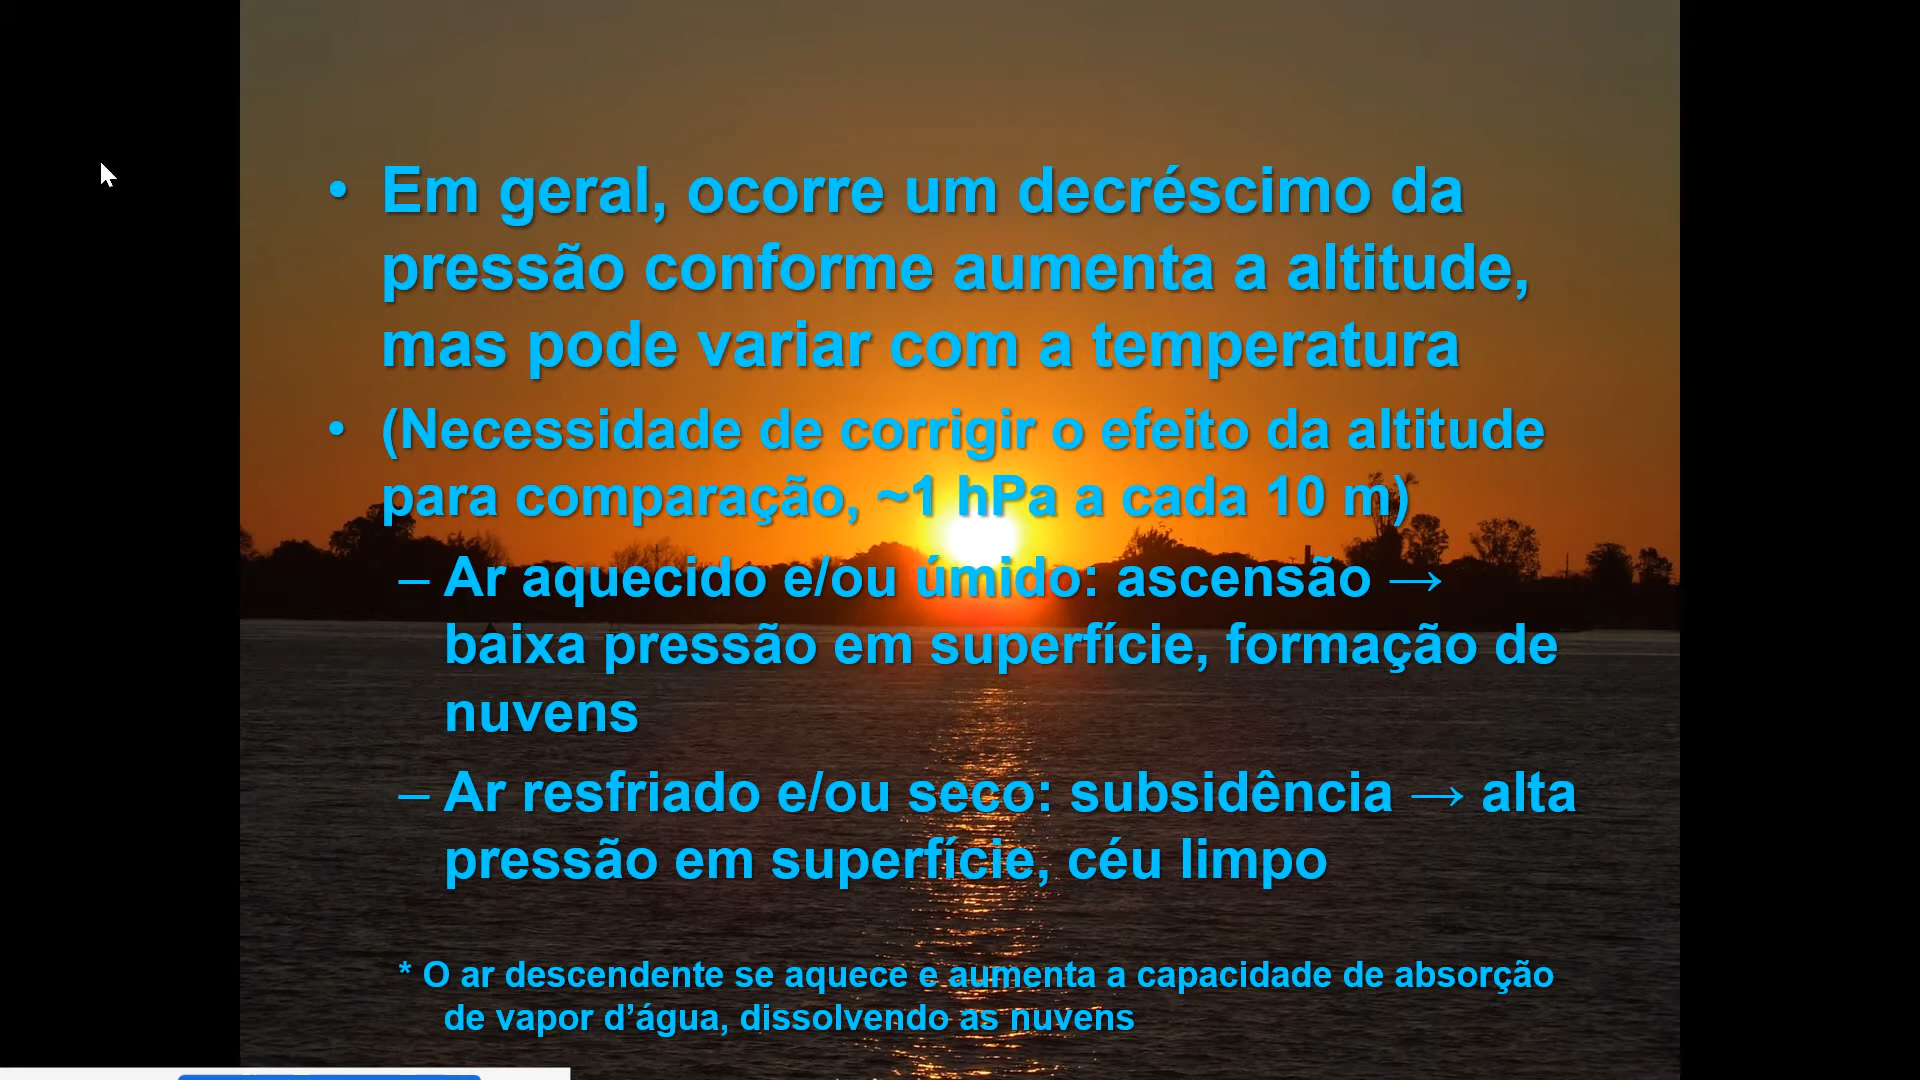 • Em geral, ocorre um decréscimo da
pressão conforme aumenta a altitude,
mas pode variar com a temperatura
• (Necessidade de corrigir o efeito da altitude
para comparação, ~1 hPa a cada 10 m)
– Ar aquecido e/ou úmido: ascensão →
baixa pressão em superfície, formação de
nuvens
– Ar resfriado e/ou seco: subsidência → alta
pressão em superfície, céu limpo
* O ar descendente se aquece e aumenta a capacidade de absorção
de vapor d’água, dissolvendo as nuvens